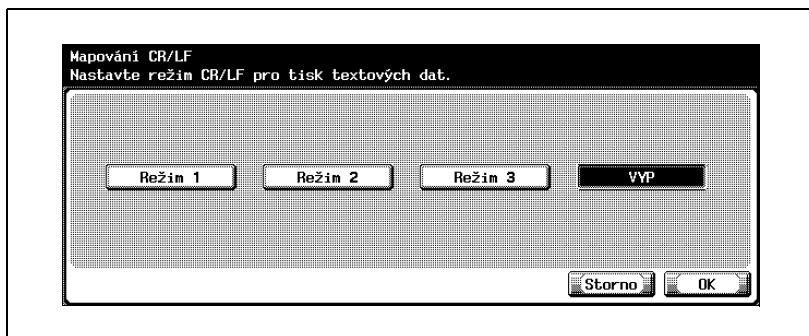 Mapování CR/LF
Nastavte režim CR/LF pro tisk textových dat.
Režim 1 Režim 2 Režim 3 VYP
Storno OK